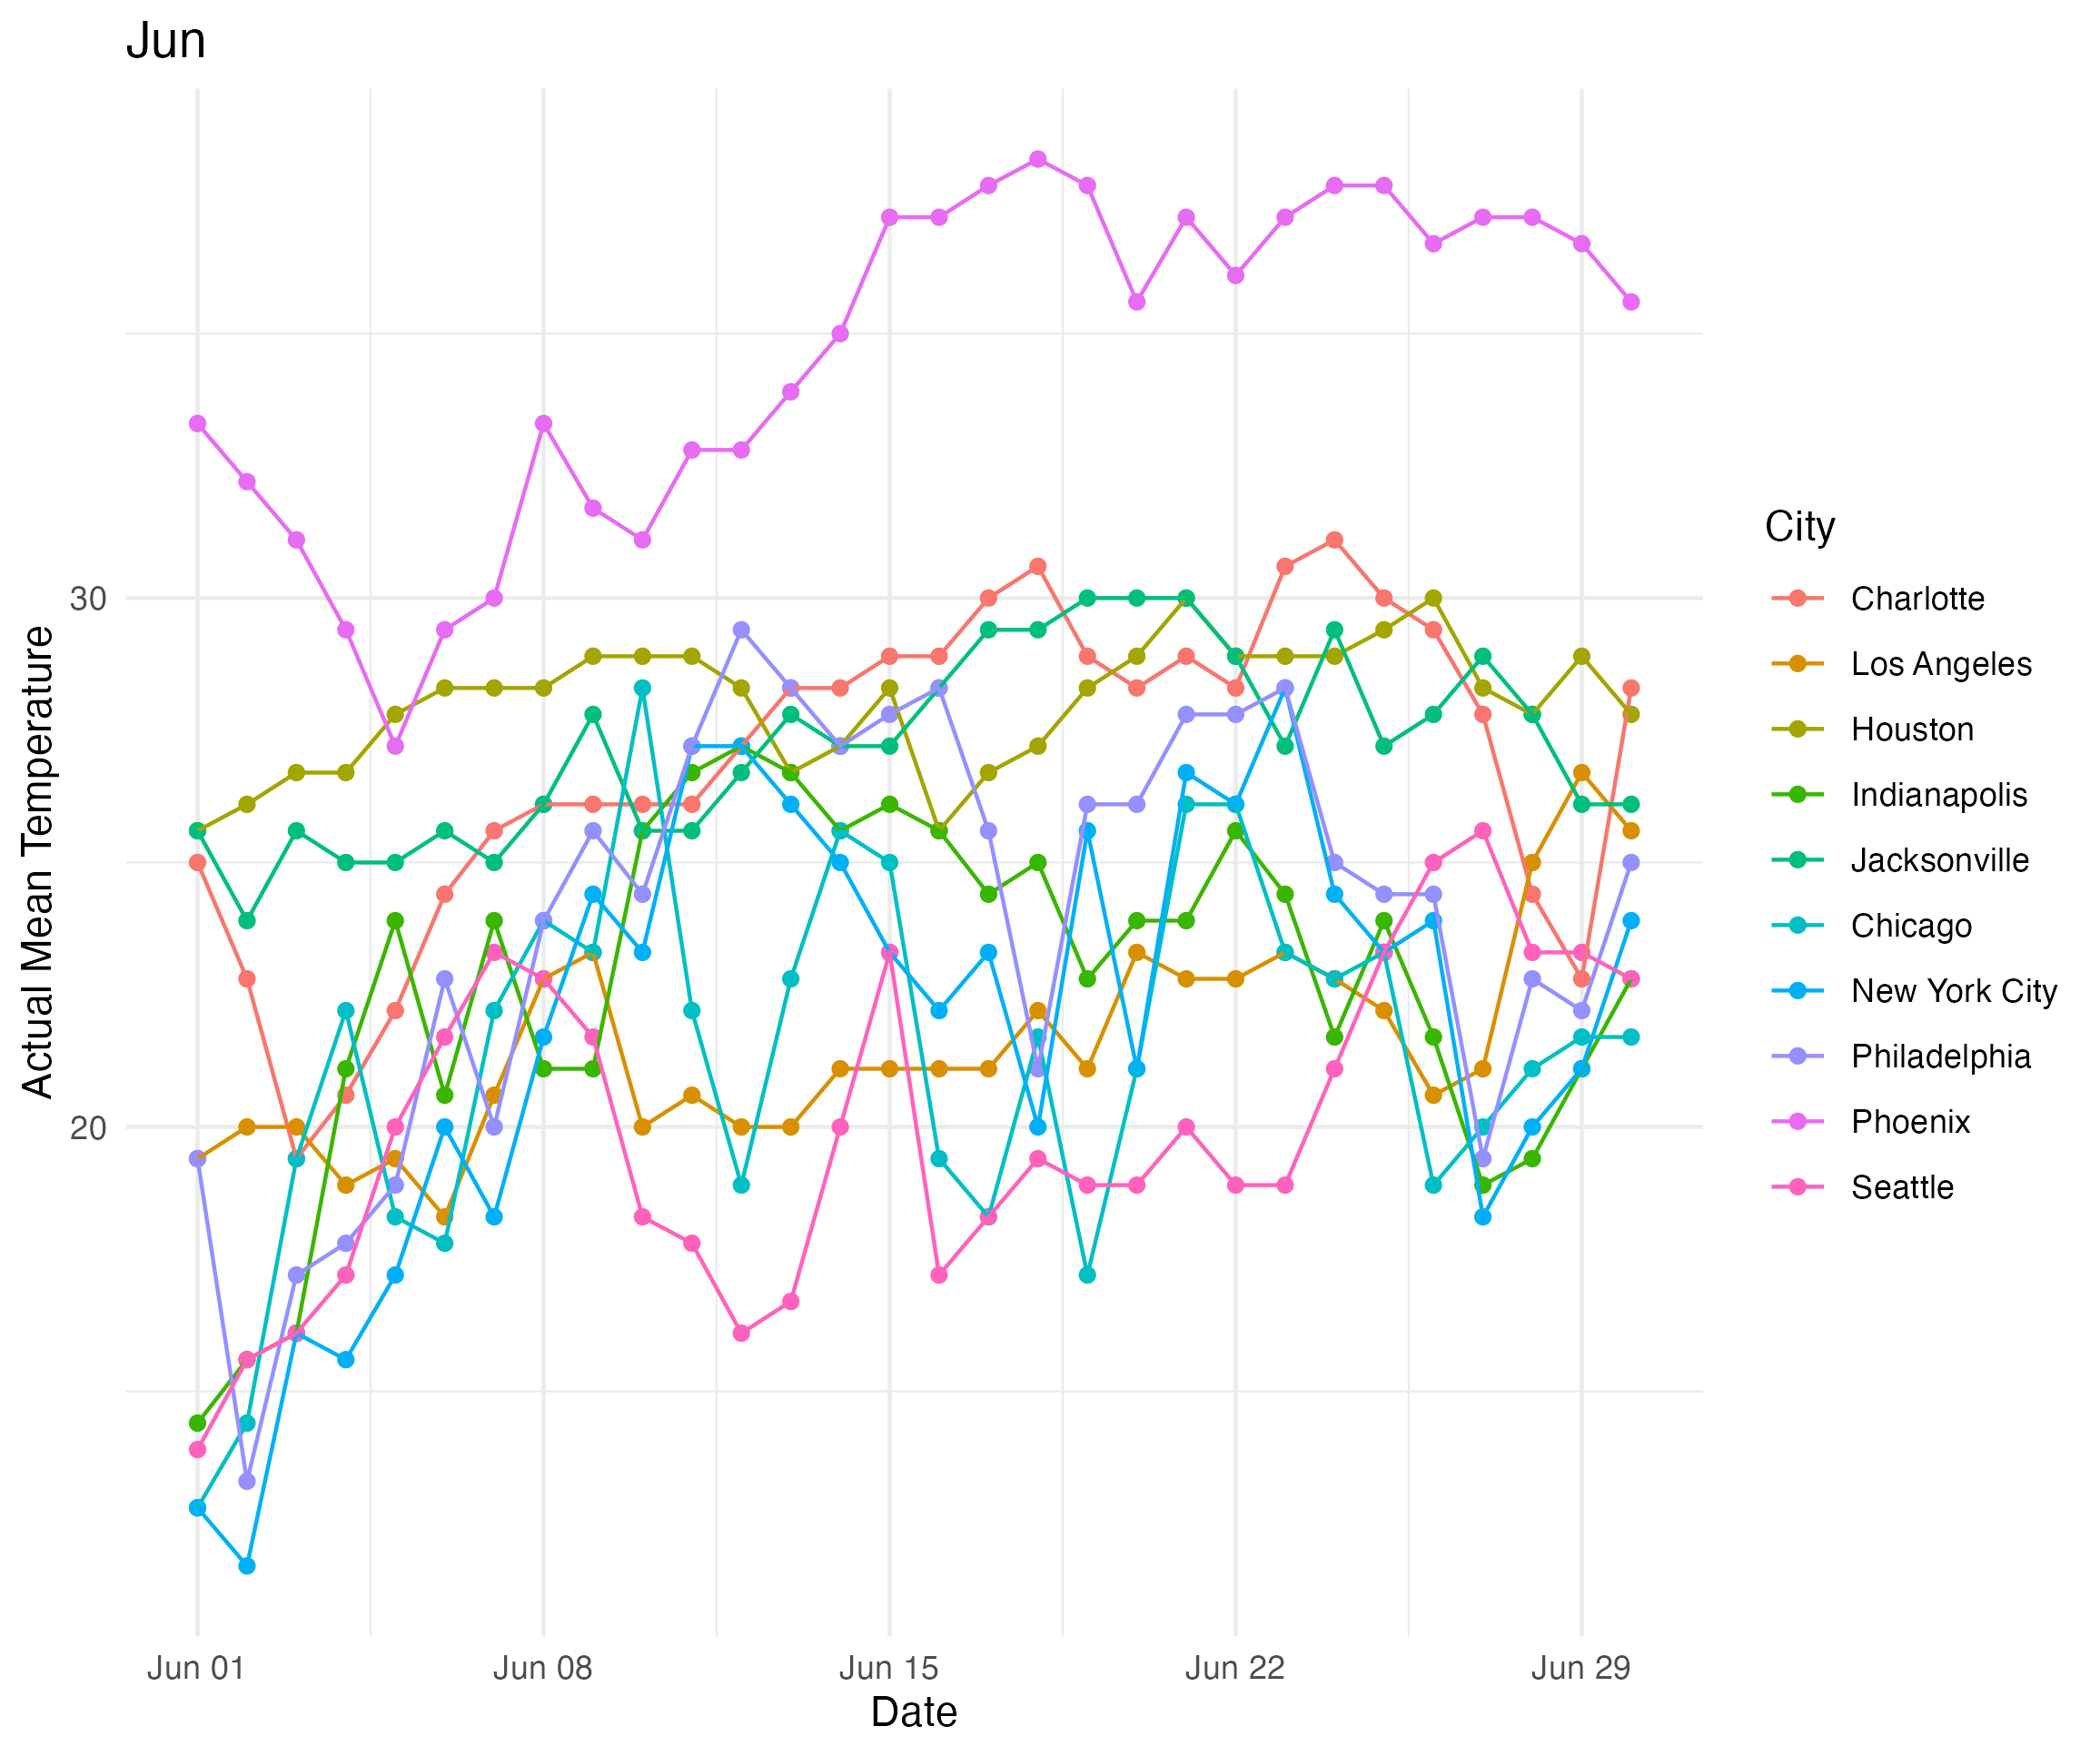 Jun
Actual Mean Temperature
30
20
Jun 01
Jun 08
Jun 15
Jun 22
Jun 29
Date
City
Charlotte
Los Angeles
Houston
Indianapolis
Jacksonville
Chicago
New York City
Philadelphia
Phoenix
Seattle